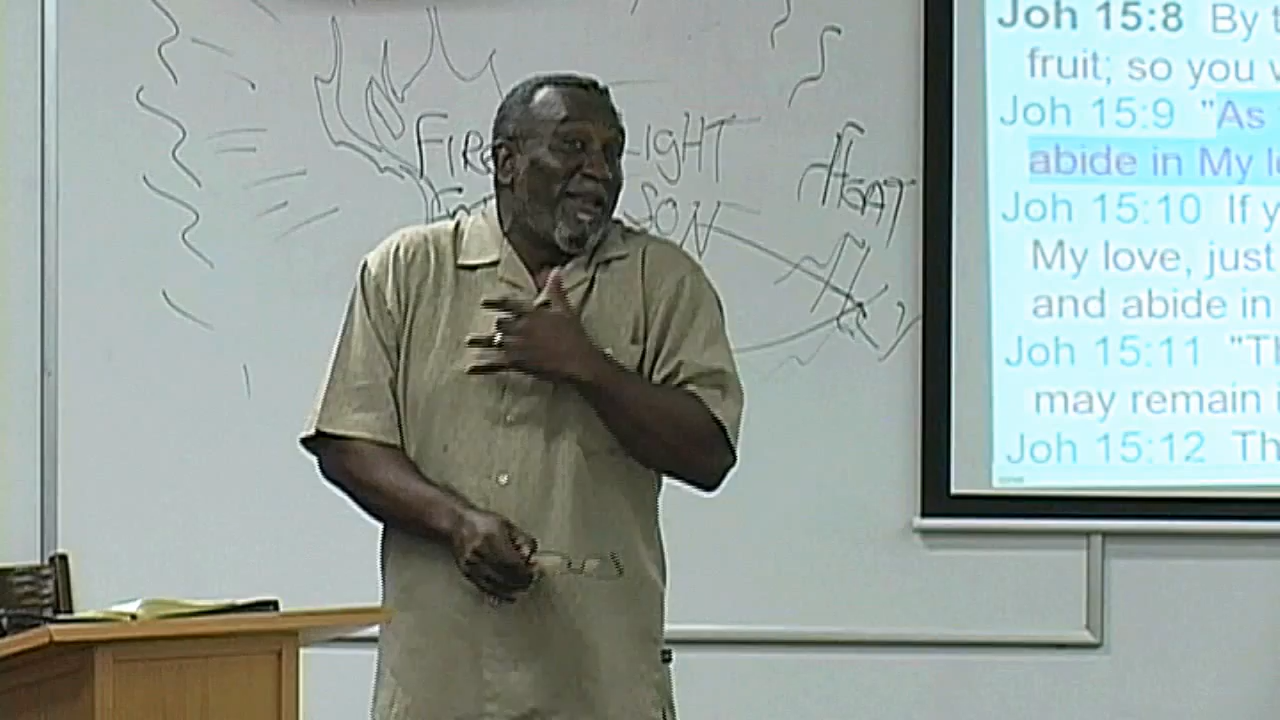 FIRE LIGHT
SON
HEAT
Joh 15:8 By t
fruit; so you
Joh 15:9 "As
abide in My l
Joh 15:10 If y
My love, just
and abide in
Joh 15:11 "Th
may remain i
Joh 15:12 Th